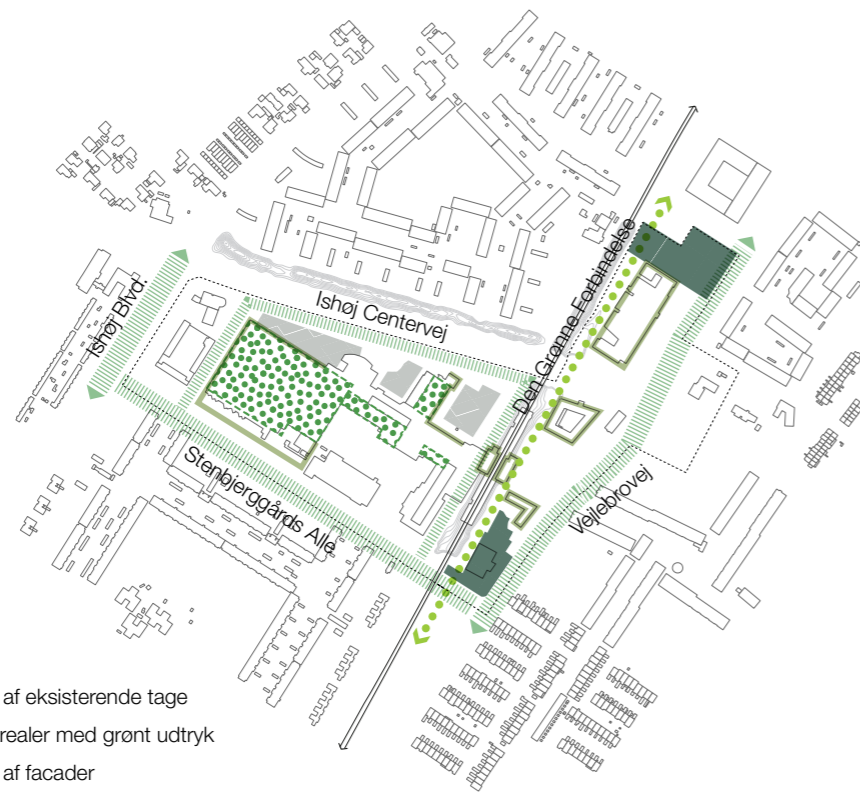 Ishøj Blvd.
Ishøj Centervej
Den Grønne Forbindelse
Stenbjerggårds Alle
Vejlebrovej
af eksisterende tage
realer med grønt udtryk
af facader